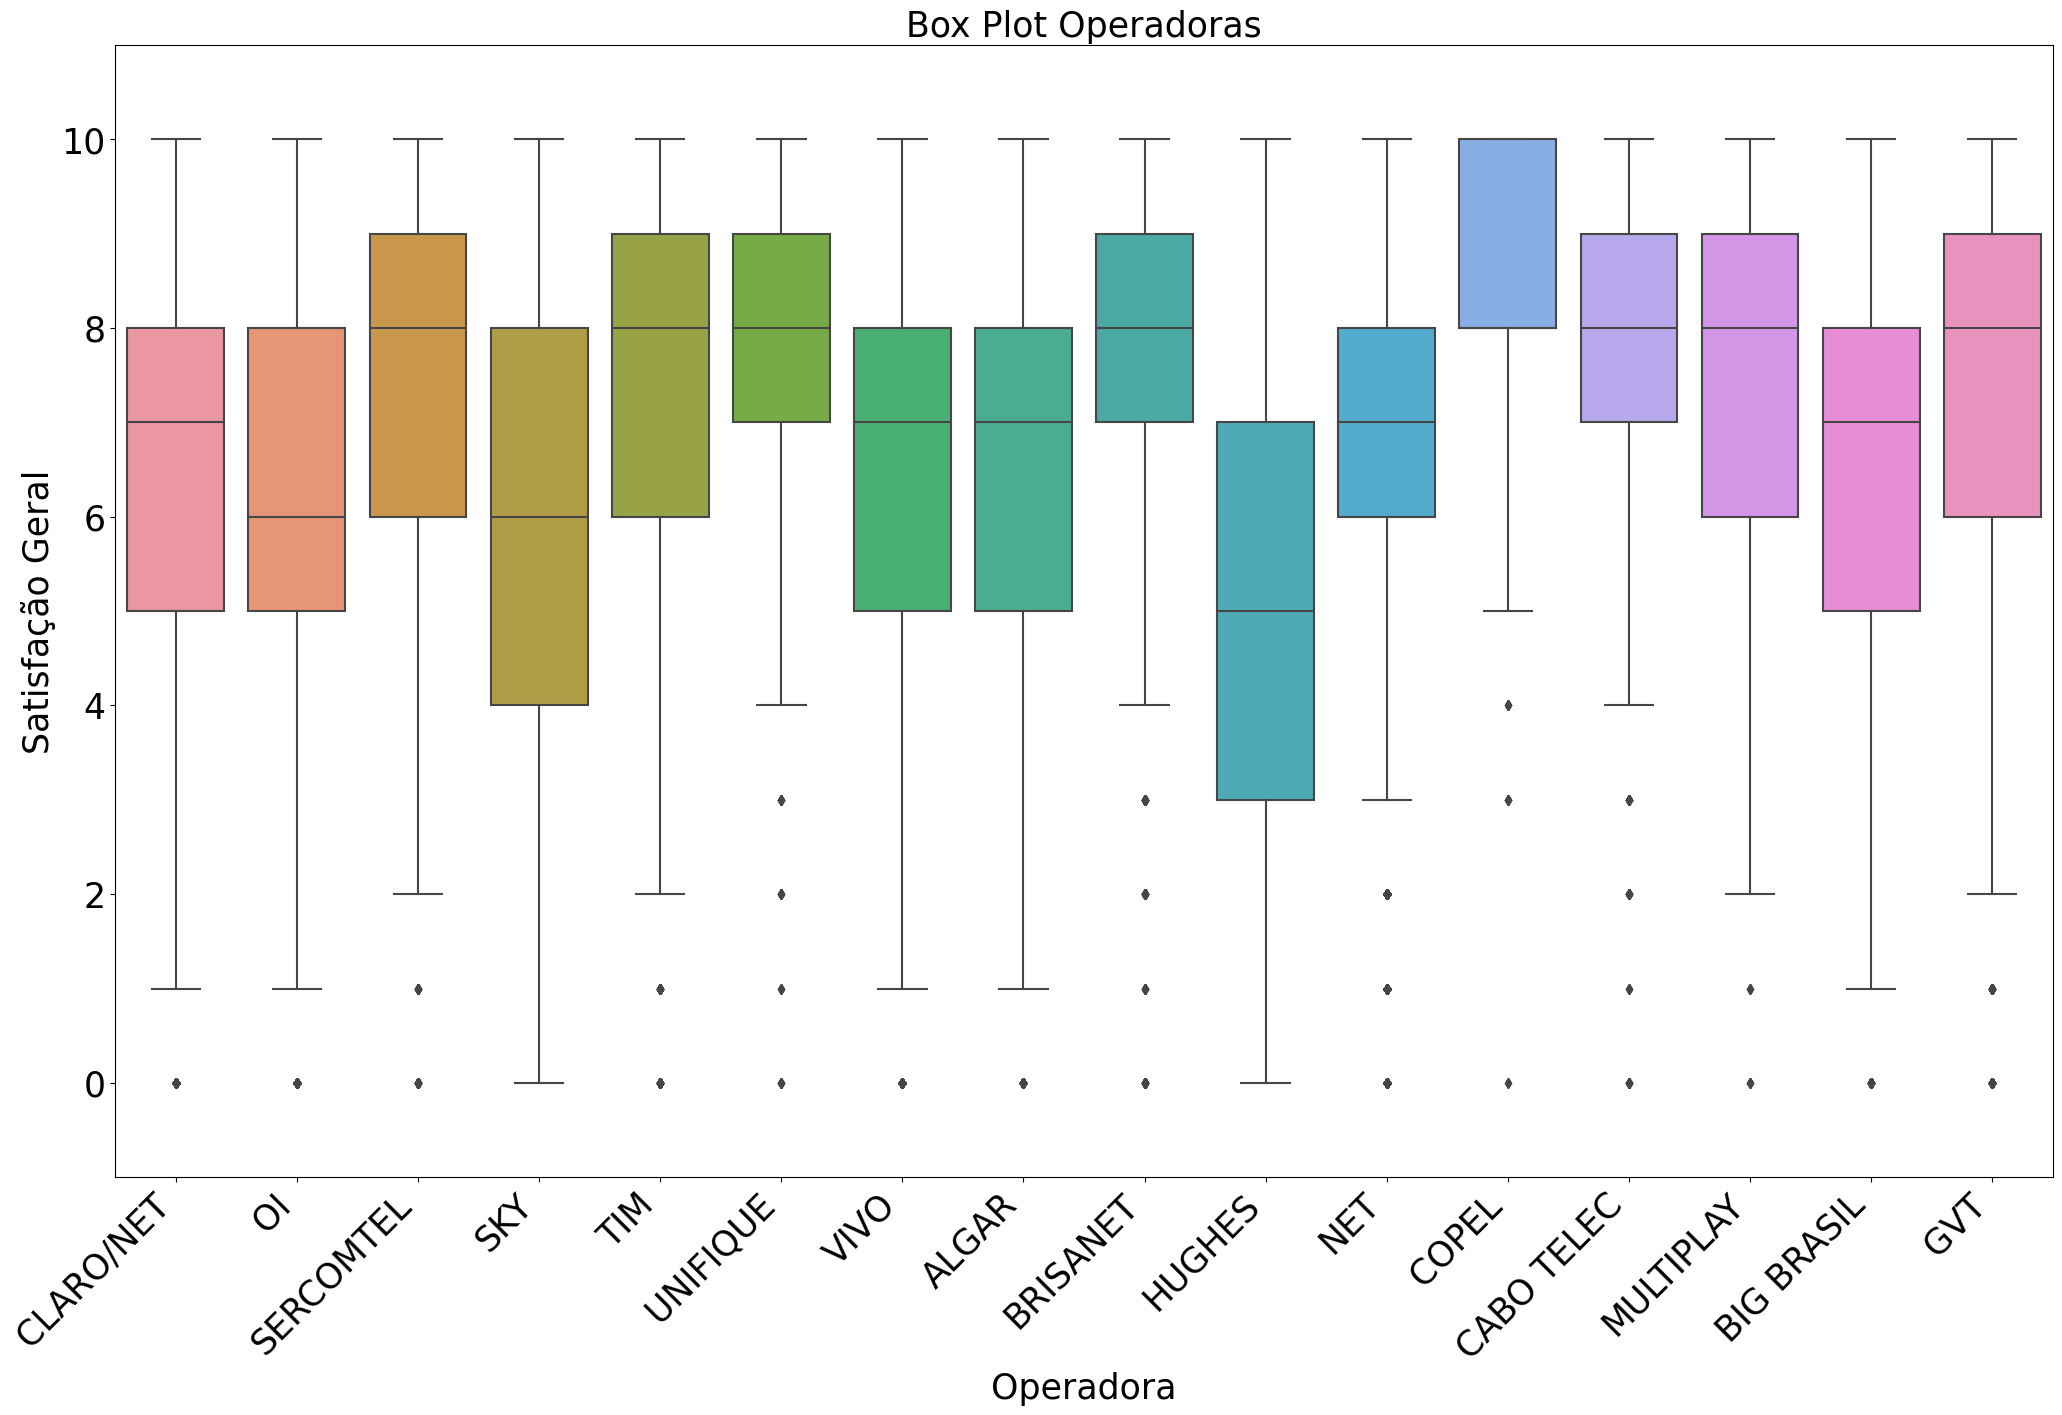 Box Plot Operadoras
Satisfação Geral
10
8
6
4
2
0
CLARO/NET
OI
SERCOMTEL
SKY
TIM
UNIFIQUE
VIVO
ALGAR
BRISANET
HUGHES
NET
COPEL
CABO TELEC
MULTIPLAY
BIG BRASIL
GVT
Operadora